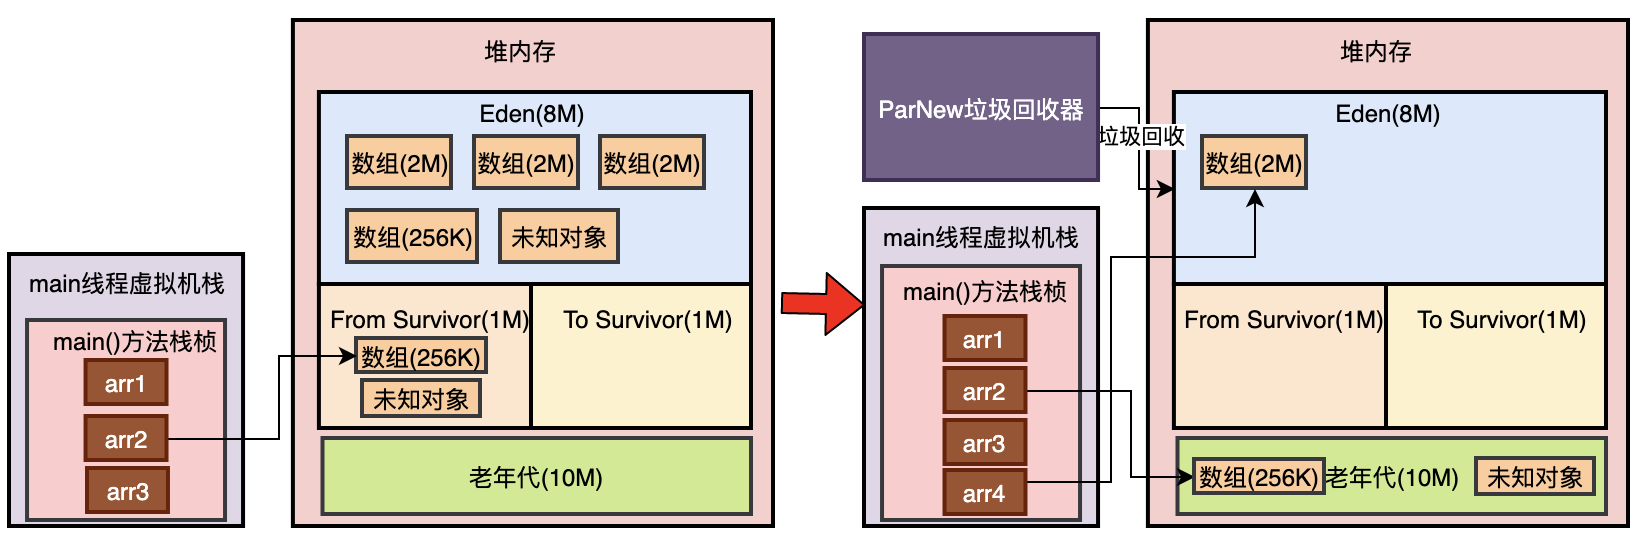 堆内存
Eden(8M)
数组(2M)
数组(2M)
数组(2M)
数组(256K)
未知对象
From Survivor(1M)
To Survivor(1M)
数组(256K)
未知对象
老年代(10M)
main线程虚拟机栈
main()方法栈桢
arr1
arr2
arr3
ParNew垃圾回收器
垃圾回收
main线程虚拟机栈
main()方法栈桢
arr1
arr2
arr3
arr4
堆内存
Eden(8M)
数组(2M)
From Survivor(1M)
To Survivor(1M)
数组(256K)
老年代(10M)
未知对象